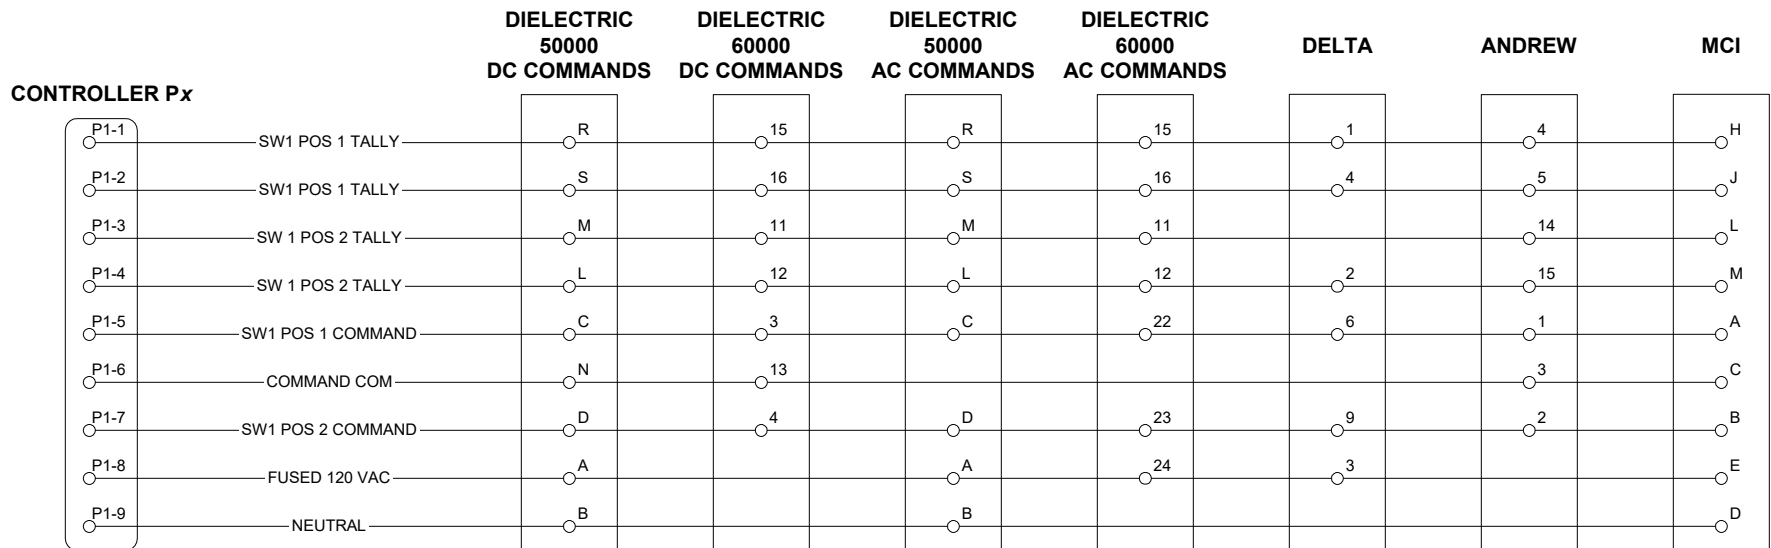 DIELECTRIC DIELECTRIC DIELECTRIC DIELECTRIC
50000 60000 50000 60000 DELTA ANDREW MCI
DC COMMANDS DC COMMANDS AC COMMANDS AC COMMANDS
CONTROLLER Px
P1-1 SW1 POS 1 TALLY R 15 R 15 1 4 H
P1-2 SW1 POS 1 TALLY S 16 S 16 4 5 J
P1-3 SW 1 POS 2 TALLY M 11 M 11 14 L
P1-4 SW 1 POS 2 TALLY L 12 L 12 2 15 M
P1-5 SW1 POS 1 COMMAND C 3 C 22 6 1 A
P1-6 COMMAND COM N 13 3 C
P1-7 SW1 POS 2 COMMAND D 4 D 23 9 2 B
P1-8 FUSED 120 VAC A A 24 3 E
P1-9 NEUTRAL B B D